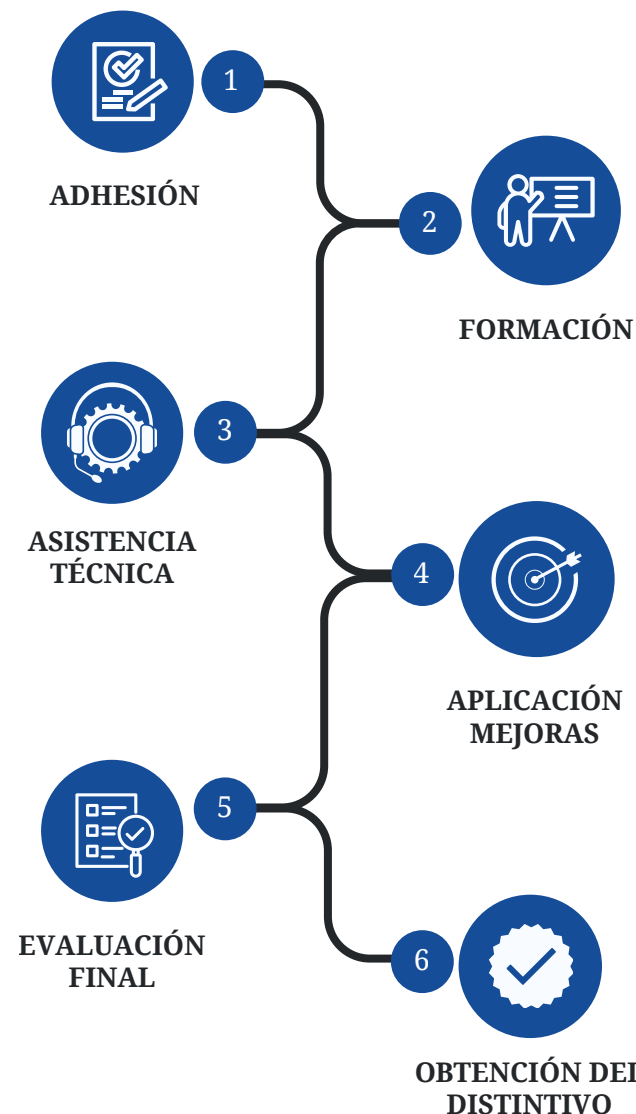 1
ADHESIÓN
2
FORMACIÓN
3
ASISTENCIA
TÉCNICA
4
APLICACIÓN
MEJORAS
5
EVALUACIÓN
FINAL
6
OBTENCIÓN DEL
DISTINTIVO